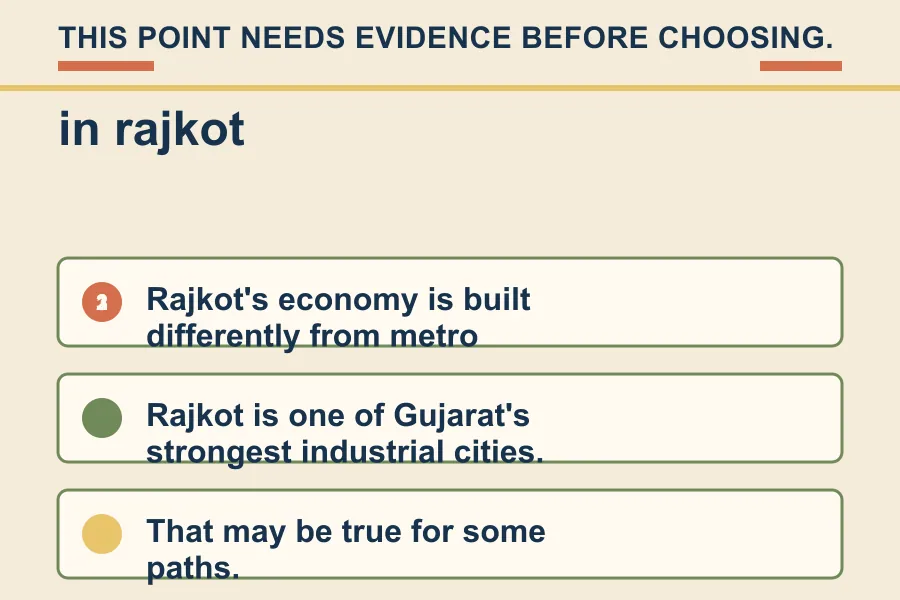 THIS POINT NEEDS EVIDENCE BEFORE CHOOSING.
in rajkot
Rajkot's economy is built
differently from metro
Rajkot is one of Gujarat's
strongest industrial cities.
That may be true for some
paths.